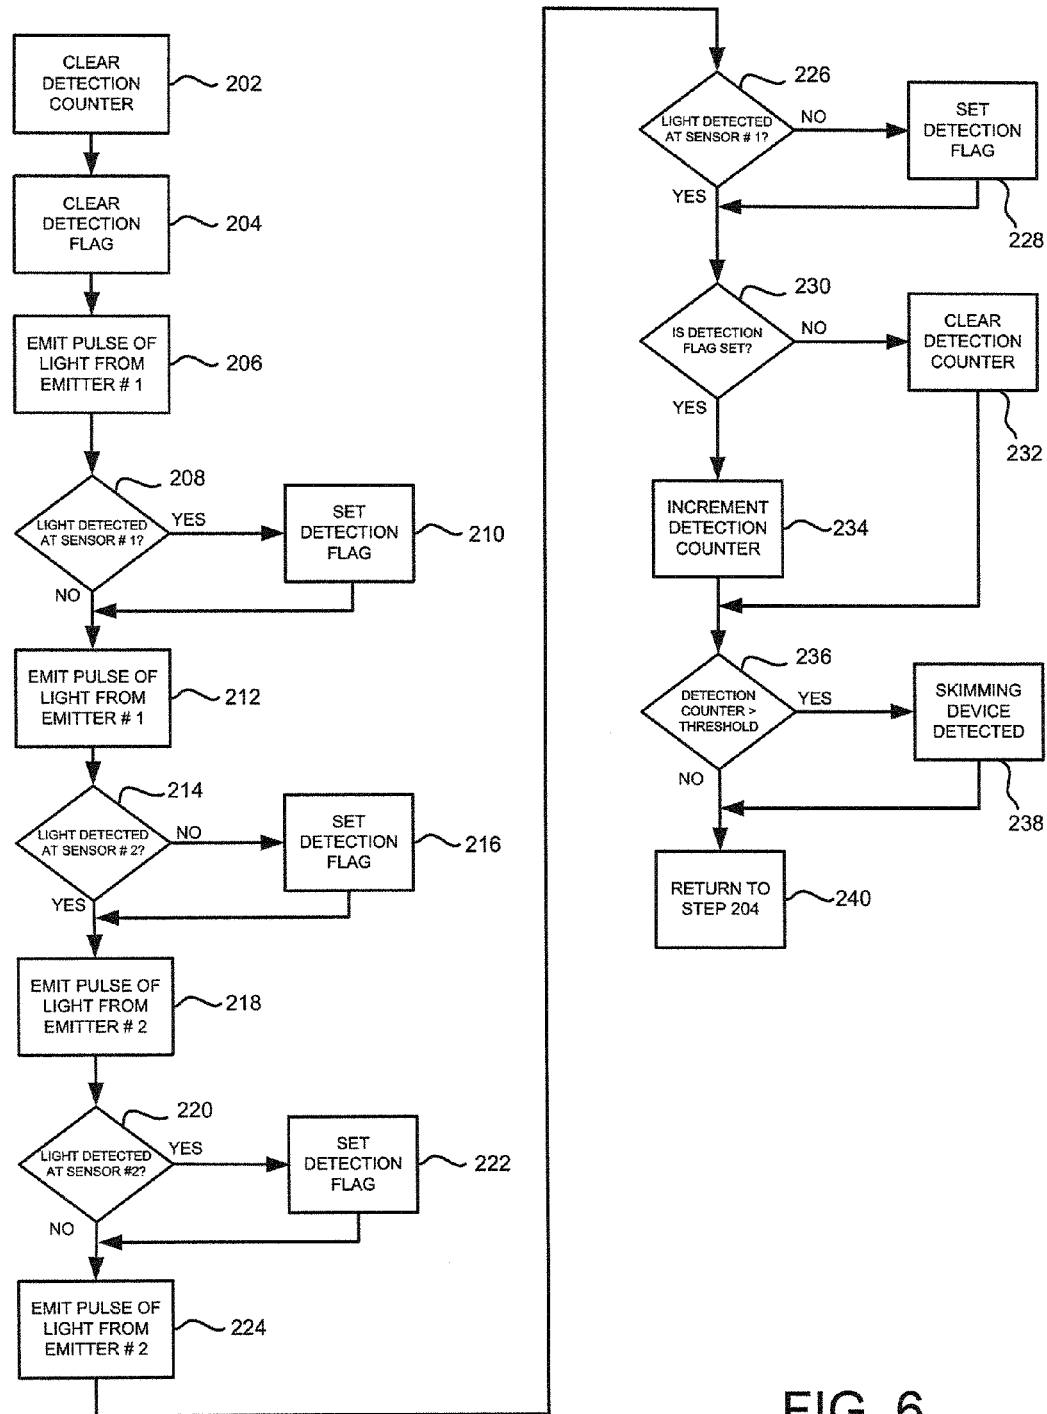 CLEAR
DETECTION
COUNTER
202
CLEAR
DETECTION
FLAG
204
EMIT PULSE OF
LIGHT FROM
EMITTER # 1
206
208
LIGHT DETECTED
AT SENSOR # 1?
YES
NO
SET
DETECTION
FLAG
210
EMIT PULSE OF
LIGHT FROM
EMITTER # 1
212
214
LIGHT DETECTED
AT SENSOR # 2?
NO
YES
SET
DETECTION
FLAG
216
EMIT PULSE OF
LIGHT FROM
EMITTER # 2
218
220
LIGHT DETECTED
AT SENSOR #2?
YES
NO
SET
DETECTION
FLAG
222
EMIT PULSE OF
LIGHT FROM
EMITTER # 2
224
226
LIGHT DETECTED
AT SENSOR # 1?
NO
YES
SET
DETECTION
FLAG
228
230
IS DETECTION
FLAG SET?
NO
YES
CLEAR
DETECTION
COUNTER
232
INCREMENT
DETECTION
COUNTER
234
236
DETECTION
COUNTER >
THRESHOLD
YES
NO
SKIMMING
DEVICE
DETECTED
238
RETURN TO
STEP 204
240
FIG. 6